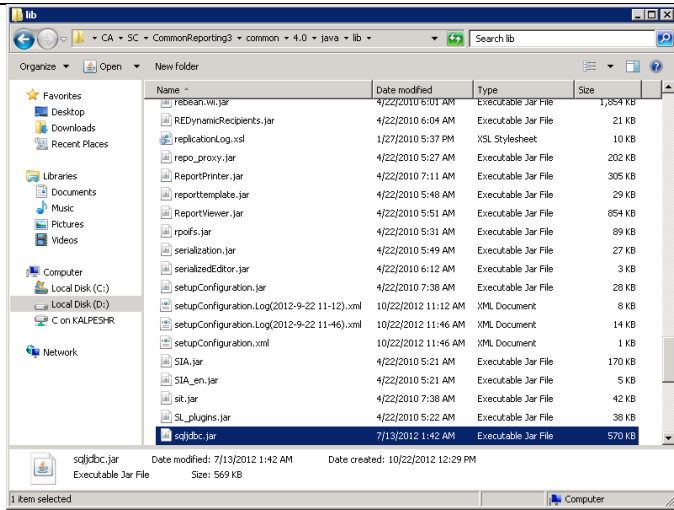 lib
CA SC CommonReporting3 common 4.0 java lib Search lib
Organize Open New folder
Name Date modified Type Size
Favorites
Desktop
Downloads
Recent Places
Libraries
Documents
Music
Pictures
Videos
Computer
Local Disk (C:)
Local Disk (D:)
C on KALPESHR
Network
rebean.wi.jar 4/22/2010 6:01 AM Executable Jar File 1,854 KB
REDynamicRecipients.jar 4/22/2010 6:04 AM Executable Jar File 21 KB
replicationLog.xsl 1/27/2010 5:37 PM XSL Stylesheet 10 KB
repo_proxy.jar 4/22/2010 5:27 AM Executable Jar File 202 KB
ReportPrinter.jar 4/22/2010 7:11 AM Executable Jar File 305 KB
reporttemplate.jar 4/22/2010 5:48 AM Executable Jar File 29 KB
ReportViewer.jar 4/22/2010 5:51 AM Executable Jar File 854 KB
rpoifs.jar 4/22/2010 5:31 AM Executable Jar File 89 KB
serialization.jar 4/22/2010 5:49 AM Executable Jar File 27 KB
serializedEditor.jar 4/22/2010 6:12 AM Executable Jar File 3 KB
setupConfiguration.jar 4/22/2010 7:38 AM Executable Jar File 28 KB
setupConfiguration.Log(2012-9-22 11-12).xml 10/22/2012 11:12 AM XML Document 8 KB
setupConfiguration.Log(2012-9-22 11-46).xml 10/22/2012 11:46 AM XML Document 14 KB
setupConfiguration.xml 10/22/2012 11:46 AM XML Document 1 KB
SIA.jar 4/22/2010 5:21 AM Executable Jar File 170 KB
SIA_en.jar 4/22/2010 5:21 AM Executable Jar File 5 KB
sit.jar 4/22/2010 7:38 AM Executable Jar File 42 KB
SL_plugins.jar 4/22/2010 5:22 AM Executable Jar File 38 KB
sqljdbc.jar 7/13/2012 1:42 AM Executable Jar File 570 KB
sqljdbc.jar Date modified: 7/13/2012 1:42 AM Date created: 10/22/2012 12:29 PM
Executable Jar File Size: 569 KB
1 item selected Computer